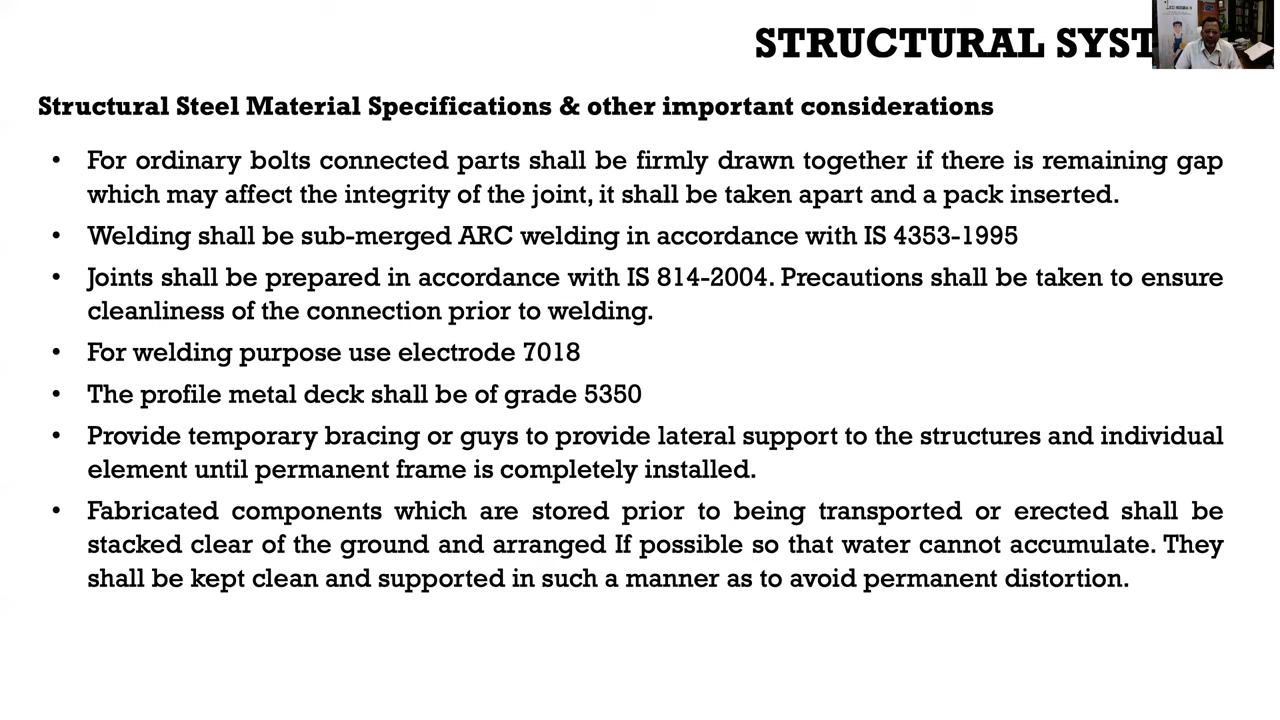 STRUCTURAL SYST
Structural Steel Material Specifications & other important considerations
• For ordinary bolts connected parts shall be firmly drawn together if there is remaining gap
which may affect the integrity of the joint, it shall be taken apart and a pack inserted.
• Welding shall be sub-merged ARC welding in accordance with IS 4353-1995
• Joints shall be prepared in accordance with IS 814-2004. Precautions shall be taken to ensure
cleanliness of the connection prior to welding.
• For welding purpose use electrode 7018
• The profile metal deck shall be of grade 5350
• Provide temporary bracing or guys to provide lateral support to the structures and individual
element until permanent frame is completely installed.
• Fabricated components which are stored prior to being transported or erected shall be
stacked clear of the ground and arranged If possible so that water cannot accumulate. They
shall be kept clean and supported in such a manner as to avoid permanent distortion.